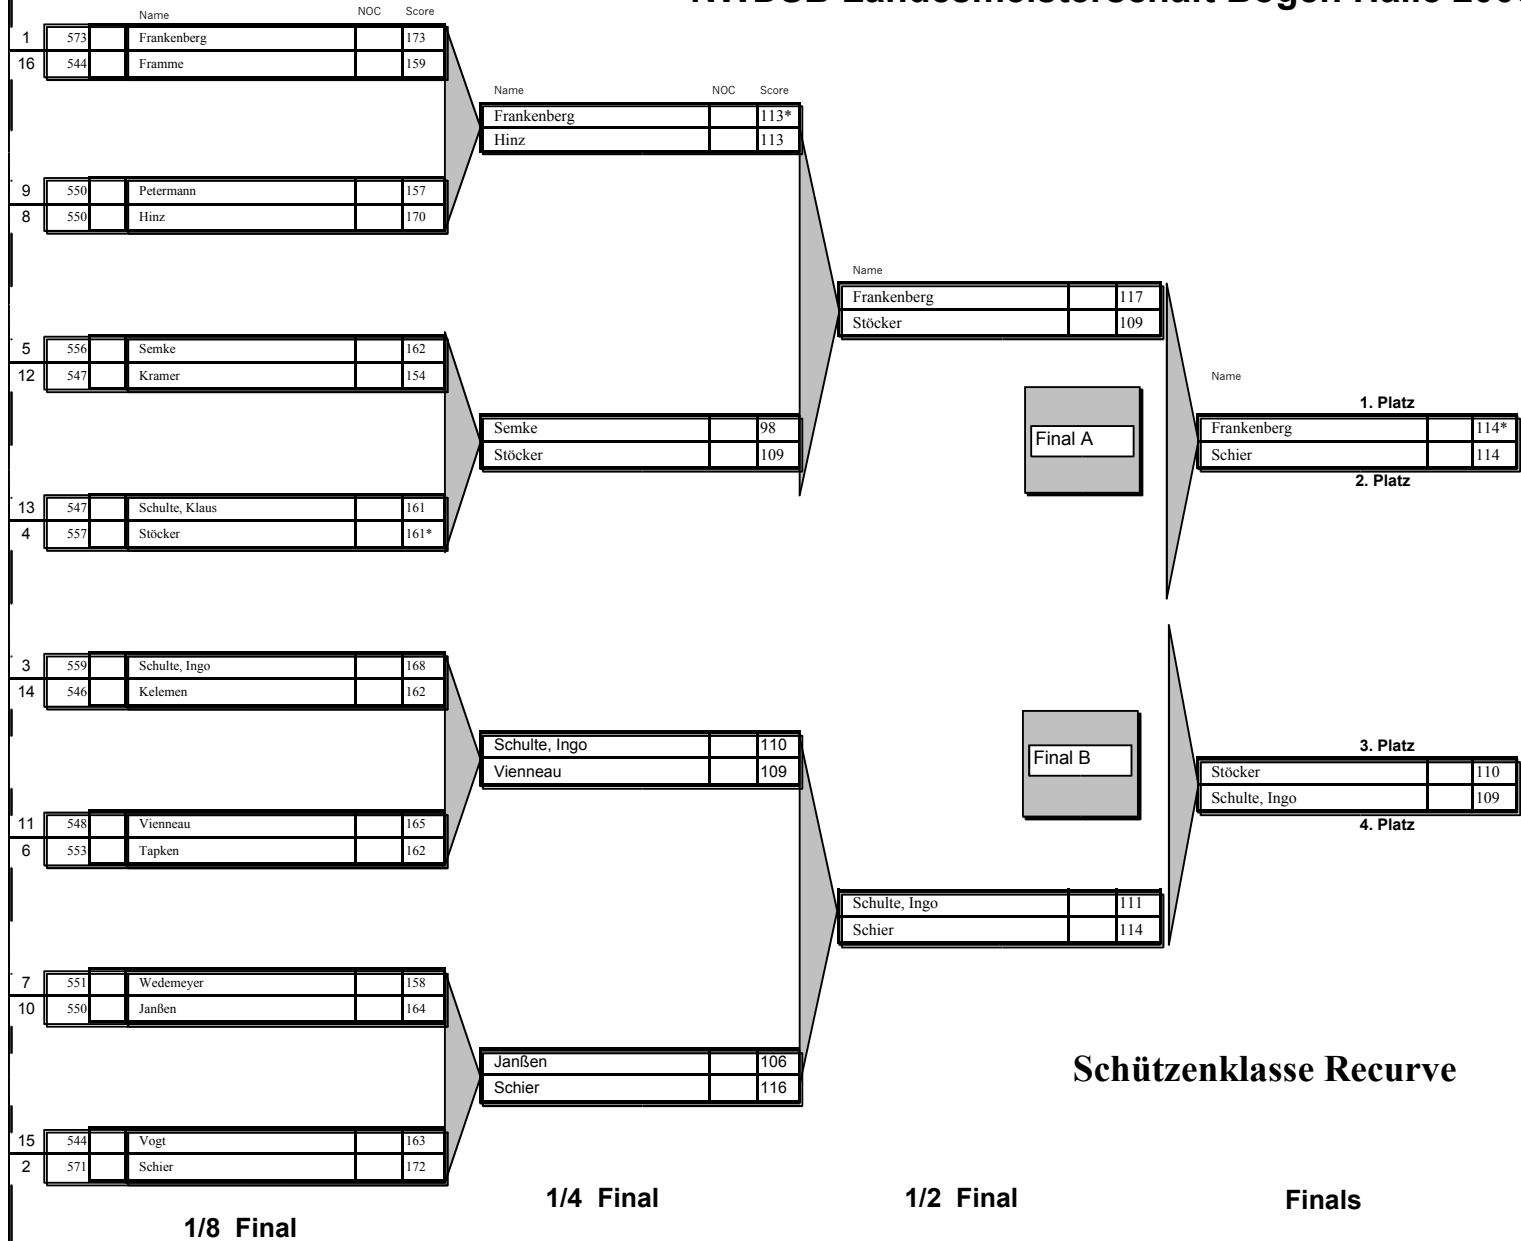 Name NOC Score
1 573 Frankenberg 173
16 544 Framme 159
9 550 Petermann 157
8 550 Hinz 170
5 556 Semke 162
12 547 Kramer 154
13 547 Schulte, Klaus 161
4 557 Stöcker 161*
3 559 Schulte, Ingo 168
14 546 Kelemen 162
11 548 Vienneau 165
6 553 Tapken 162
7 551 Wedemeyer 158
10 550 Janßen 164
15 544 Vogt 163
2 571 Schier 172
1/8 Final
Name NOC Score
Frankenberg 113*
Hinz 113
Semke 98
Stöcker 109
Schulte, Ingo 110
Vienneau 109
Janßen 106
Schier 116
1/4 Final
Name
Frankenberg 117
Stöcker 109
Schulte, Ingo 111
Schier 114
1/2 Final
Final A
Name
1. Platz
Frankenberg 114*
Schier 114
2. Platz
Final B
3. Platz
Stöcker 110
Schulte, Ingo 109
4. Platz
Schützenklasse Recurve
Finals